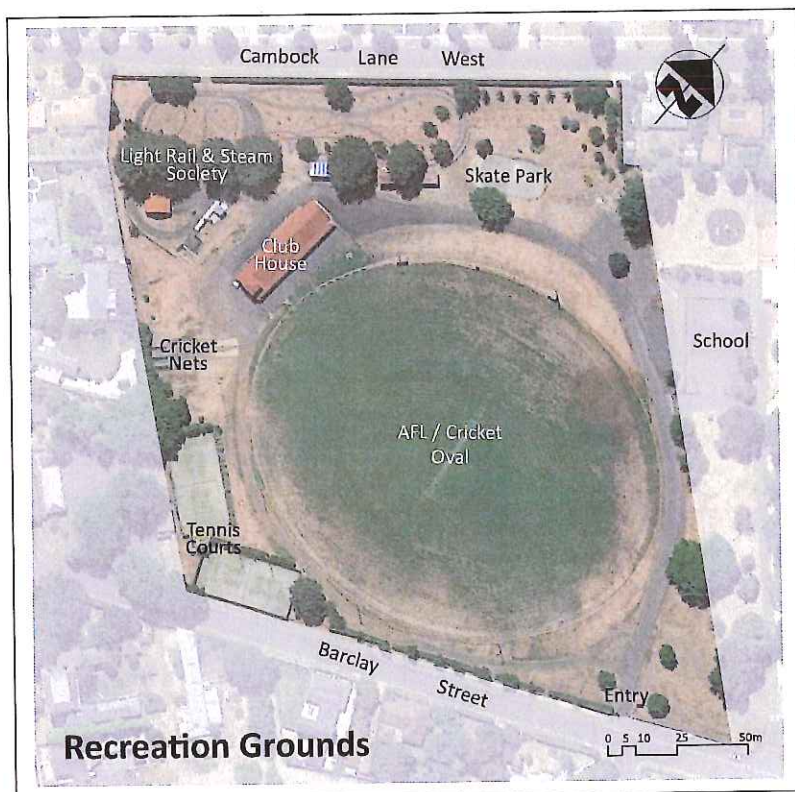 Cambock Lane West
Light Rail & Steam
Society
Skate Park
Club
House
Cricket
Nets
School
AFL / Cricket
Oval
Tennis
Courts
Barclay
Street
Entry
0 5 10 25 50m
Recreation Grounds